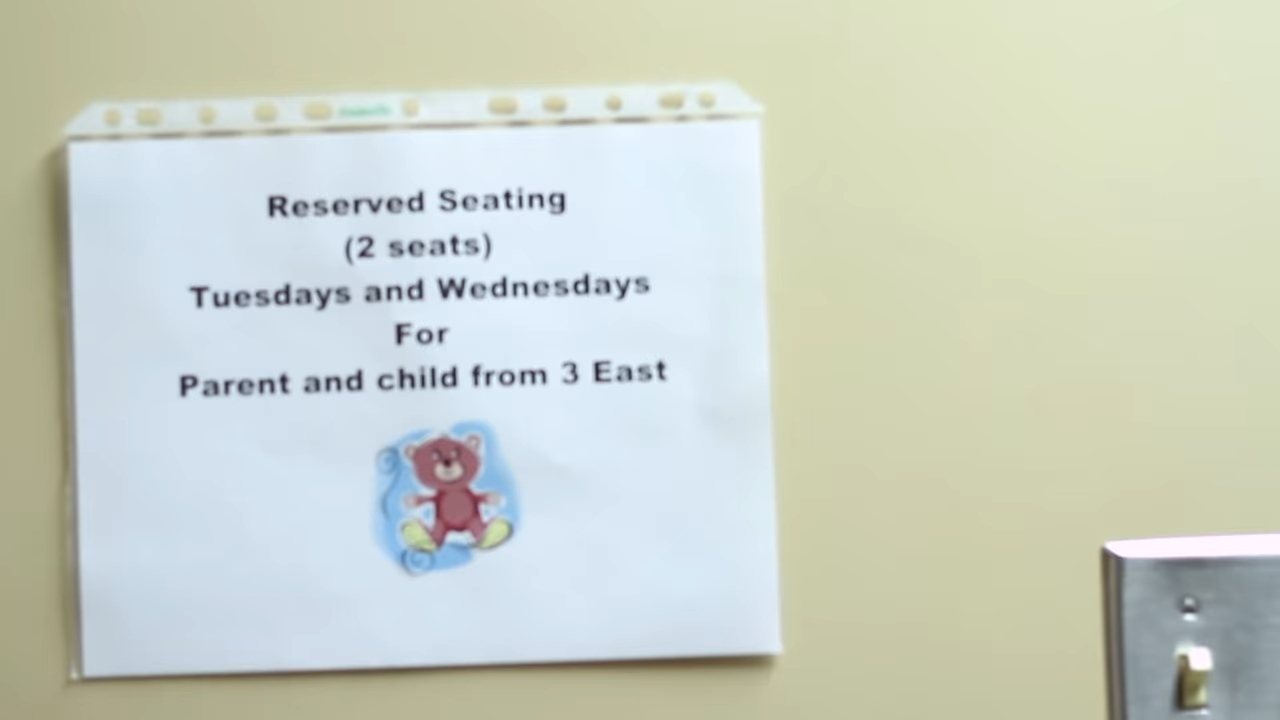 Reserved Seating
(2 seats)
Tuesdays and Wednesdays
For
Parent and child from 3 East